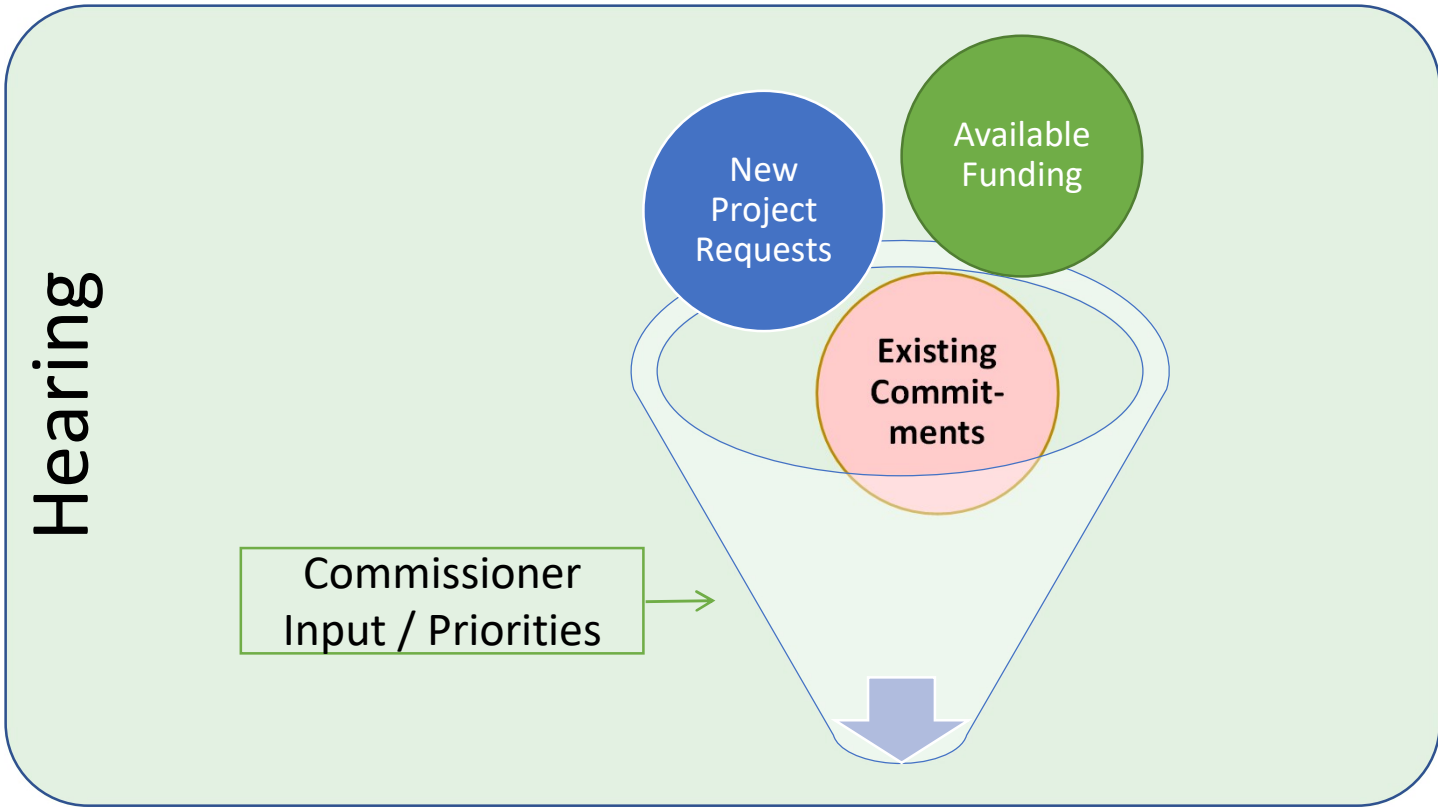 Hearing
New
Project
Requests
Available
Funding
Existing
Commit-
ments
Commissioner
Input / Priorities